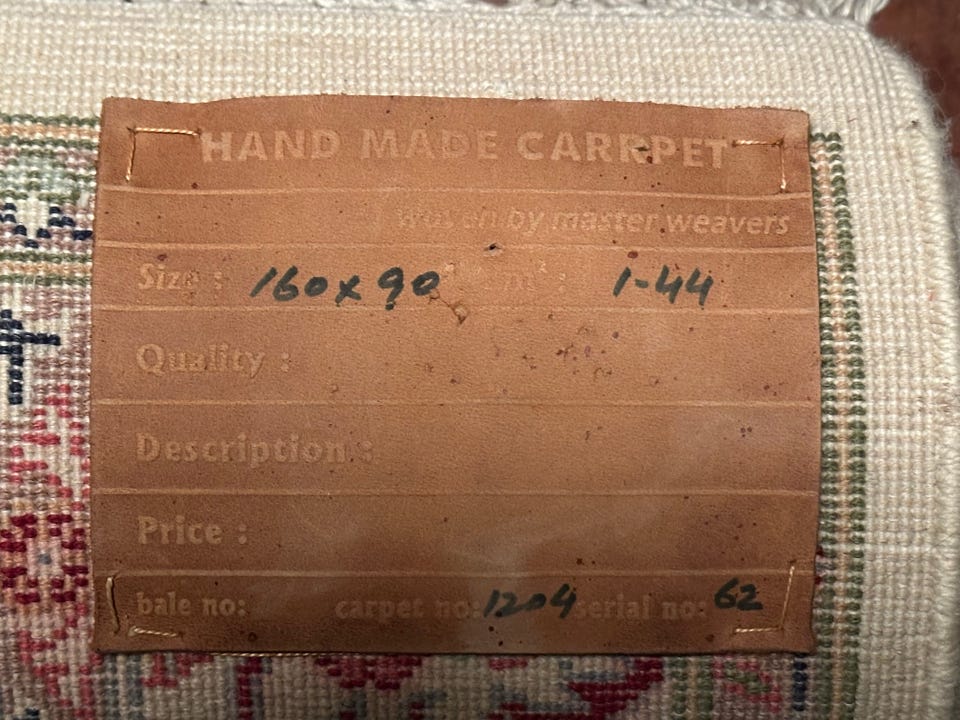 HAND MADE CARRPET
woven by master weavers
Size : 160x90 m² : 1-44
Quality :
Description :
Price :
bale no: carpet no: 1204 serial no: 62